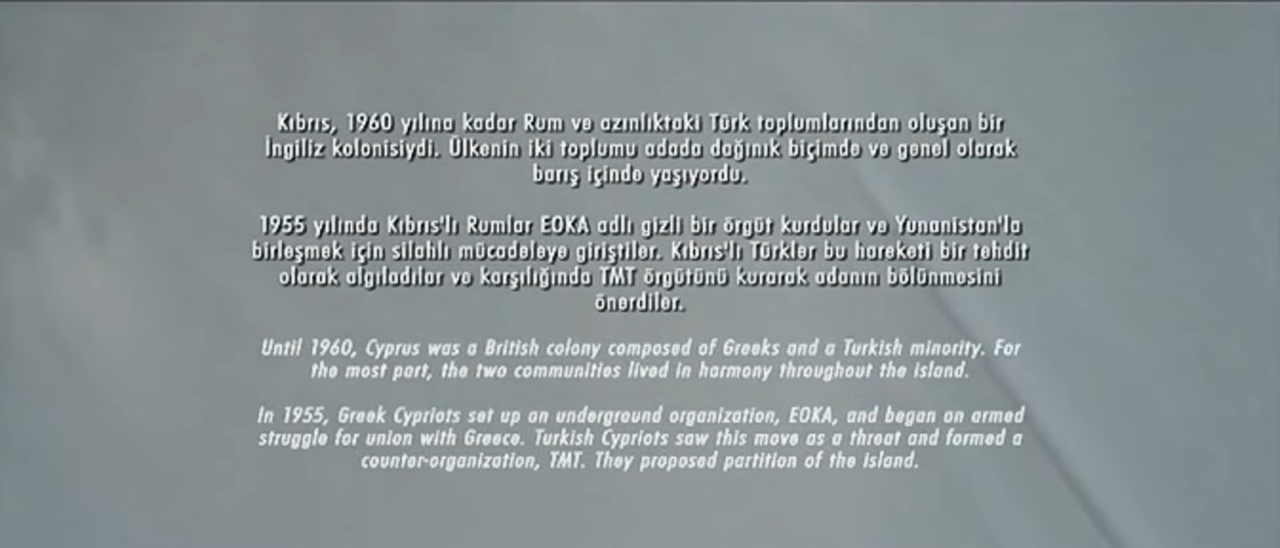 Kıbrıs, 1960 yılına kadar Rum ve azınlıktaki Türk toplumlarından oluşan bir
İngiliz kolonisiydi. Ülkenin iki toplumu adada dağınık biçimde ve genel olarak
barış içinde yaşıyordu.
1955 yılında Kıbrıs'lı Rumlar EOKA adlı gizli bir örgüt kurdular ve Yunanistan'la
birleşmek için silahlı mücadeleye giriştiler. Kıbrıs'lı Türkler bu hareketi bir tehdit
olarak algıladılar ve karşılığında TMT örgütünü kurarak adanın bölünmesini
önerdiler.
Until 1960, Cyprus was a British colony composed of Greeks and a Turkish minority. For
the most part, the two communities lived in harmony throughout the island.
In 1955, Greek Cypriots set up an underground organization, EOKA, and began an armed
struggle for union with Greece. Turkish Cypriots saw this move as a threat and formed a
counter-organization, TMT. They proposed partition of the island.